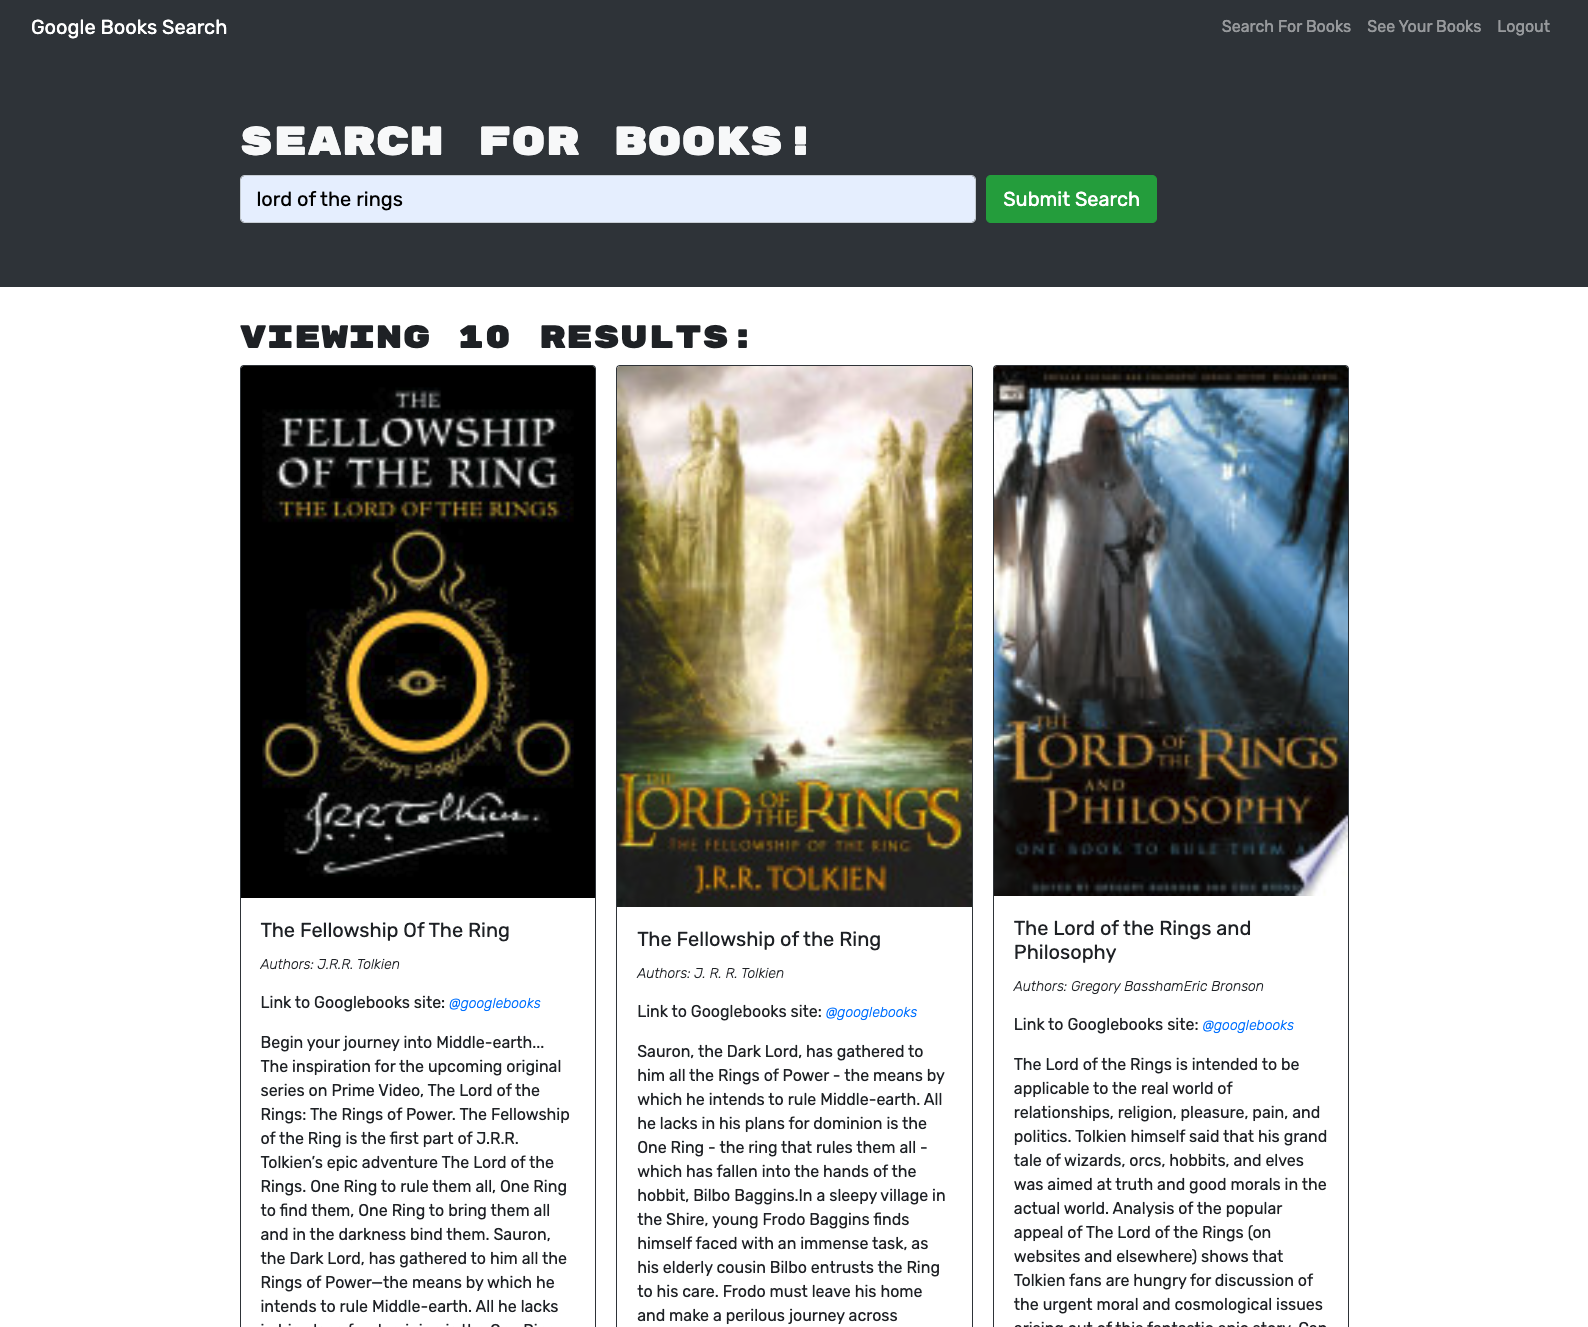 Google Books Search
Search For Books
See Your Books
Logout
SEARCH FOR BOOKS!
lord of the rings
Submit Search
VIEWING 10 RESULTS:
THE
FELLOWSHIP
OF THE RING
THE LORD OF THE RINGS
J.R.R. Tolkien.
The Fellowship Of The Ring
Authors: J.R.R. Tolkien
Link to Googlebooks site: @googlebooks
Begin your journey into Middle-earth...
The inspiration for the upcoming original
series on Prime Video, The Lord of the
Rings: The Rings of Power. The Fellowship
of the Ring is the first part of J.R.R.
Tolkien’s epic adventure The Lord of the
Rings. One Ring to rule them all, One Ring
to find them, One Ring to bring them all
and in the darkness bind them. Sauron,
the Dark Lord, has gathered to him all the
Rings of Power—the means by which he
intends to rule Middle-earth. All he lacks
THE
LORD OF THE RINGS
THE FELLOWSHIP OF THE RING
J.R.R. TOLKIEN
The Fellowship of the Ring
Authors: J. R. R. Tolkien
Link to Googlebooks site: @googlebooks
Sauron, the Dark Lord, has gathered to
him all the Rings of Power - the means by
which he intends to rule Middle-earth. All
he lacks in his plans for dominion is the
One Ring - the ring that rules them all -
which has fallen into the hands of the
hobbit, Bilbo Baggins.In a sleepy village in
the Shire, young Frodo Baggins finds
himself faced with an immense task, as
his elderly cousin Bilbo entrusts the Ring
to his care. Frodo must leave his home
and make a perilous journey across
THE
LORD OF THE RINGS
AND
PHILOSOPHY
ONE BOOK TO RULE THEM
The Lord of the Rings and
Philosophy
Authors: Gregory BasshamEric Bronson
Link to Googlebooks site: @googlebooks
The Lord of the Rings is intended to be
applicable to the real world of
relationships, religion, pleasure, pain, and
politics. Tolkien himself said that his grand
tale of wizards, orcs, hobbits, and elves
was aimed at truth and good morals in the
actual world. Analysis of the popular
appeal of The Lord of the Rings (on
websites and elsewhere) shows that
Tolkien fans are hungry for discussion of
the urgent moral and cosmological issues